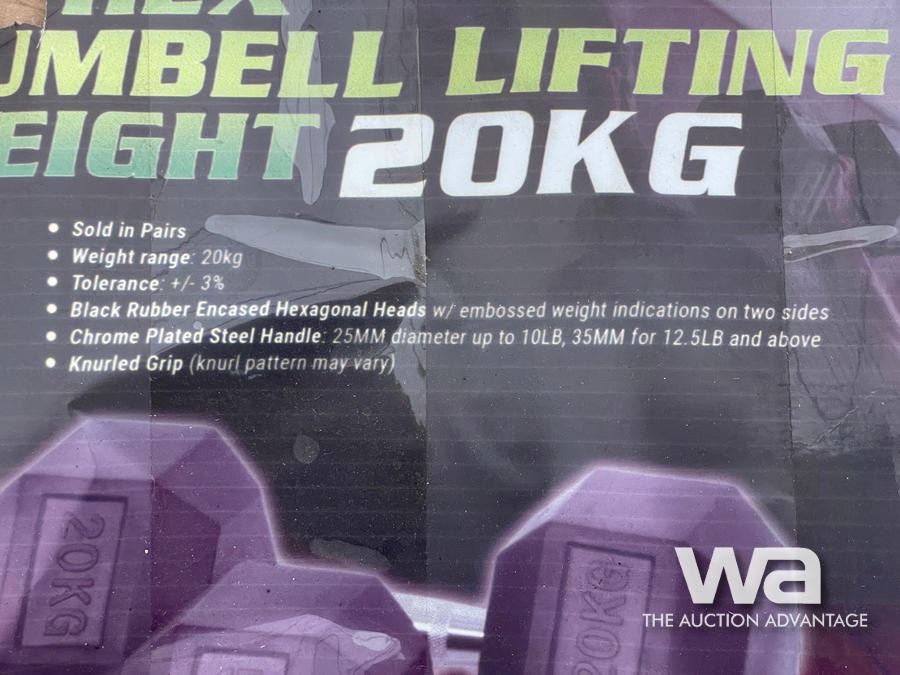 HEX
UMBELL LIFTING
EIGHT 20KG
• Sold in Pairs
• Weight range: 20kg
• Tolerance: +/- 3%
• Black Rubber Encased Hexagonal Heads w/ embossed weight indications on two sides
• Chrome Plated Steel Handle: 25MM diameter up to 10LB, 35MM for 12.5LB and above
• Knurled Grip (knurl pattern may vary)
20KG
20KG
wa
THE AUCTION ADVANTAGE